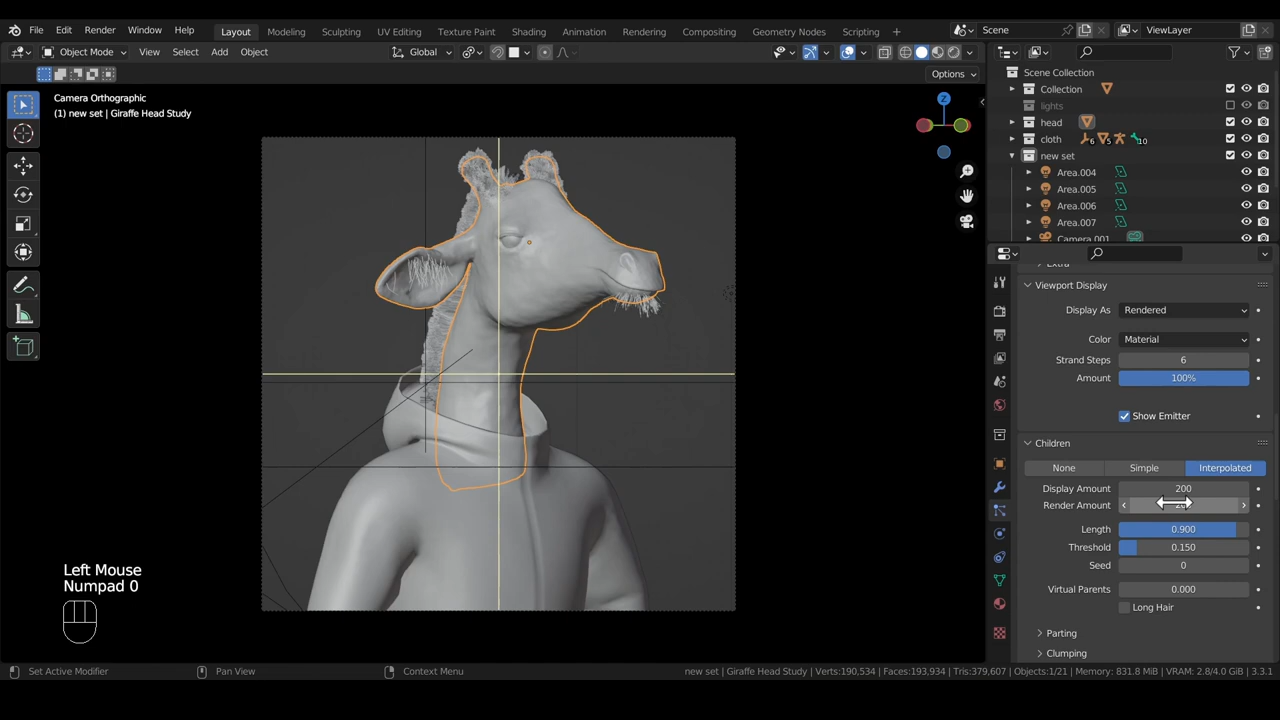 File Edit Render Window Help Layout Modeling Sculpting UV Editing Texture Paint Shading Animation Rendering Compositing Geometry Nodes Scripting Scene ViewLayer
Object Mode View Select Add Object Global
Options
Camera Orthographic
(1) new set | Giraffe Head Study
Z
Scene Collection
Collection
lights
head
cloth 6 5 10
new set
Area.004
Area.005
Area.006
Area.007
Camera.001
Extra
Viewport Display
Display As Rendered
Color Material
Strand Steps 6
Amount 100%
Show Emitter
Children
None Simple Interpolated
Display Amount 200
Render Amount
Length 0.900
Threshold 0.150
Seed 0
Virtual Parents 0.000
Long Hair
Parting
Clumping
Left Mouse
Numpad 0
Set Active Modifier Pan View Context Menu new set | Giraffe Head Study | Verts:190,534 | Faces:193,934 | Tris:379,607 | Objects:1/21 | Memory: 831.8 MiB | VRAM: 2.8/4.0 GiB | 3.3.1